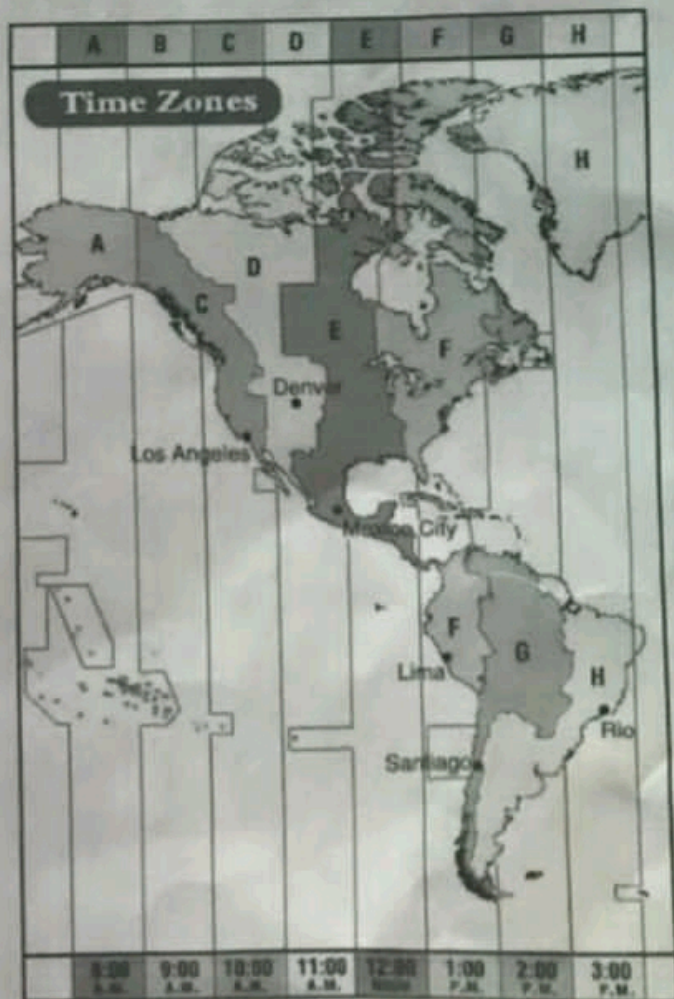 A B C D E F G H
Time Zones
H
A
D
C
E
F
Denver
Los Angeles
Mexico City
F
G
H
Lima
Rio
Santiago
8:00 9:00 10:00 11:00 12:00 1:00 2:00 3:00
A.M. A.M. A.M. A.M. NOON P.M. P.M. P.M.